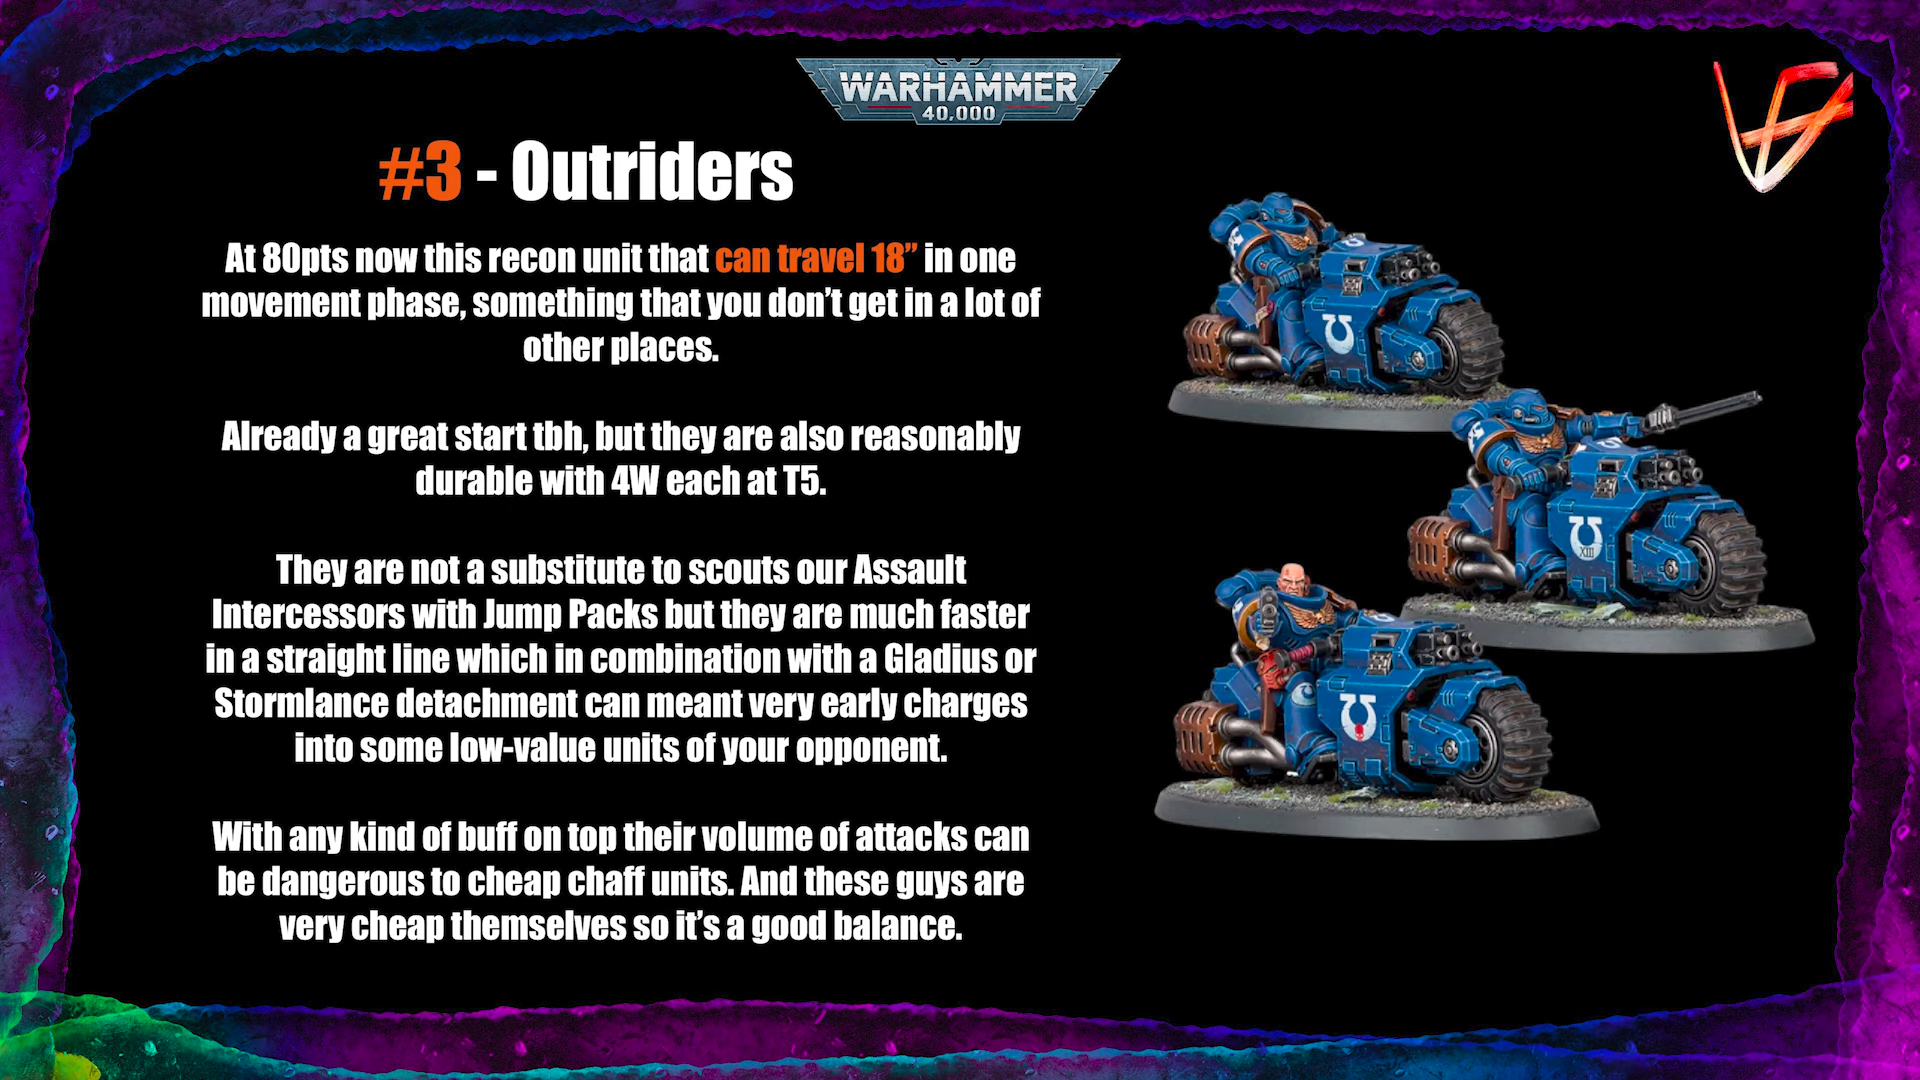 WARHAMMER
40,000
#3 - Outriders
At 80pts now this recon unit that can travel 18” in one
movement phase, something that you don’t get in a lot of
other places.
Already a great start tbh, but they are also reasonably
durable with 4W each at T5.
They are not a substitute to scouts our Assault
Intercessors with Jump Packs but they are much faster
in a straight line which in combination with a Gladius or
Stormlance detachment can meant very early charges
into some low-value units of your opponent.
With any kind of buff on top their volume of attacks can
be dangerous to cheap chaff units. And these guys are
very cheap themselves so it’s a good balance.
XIII